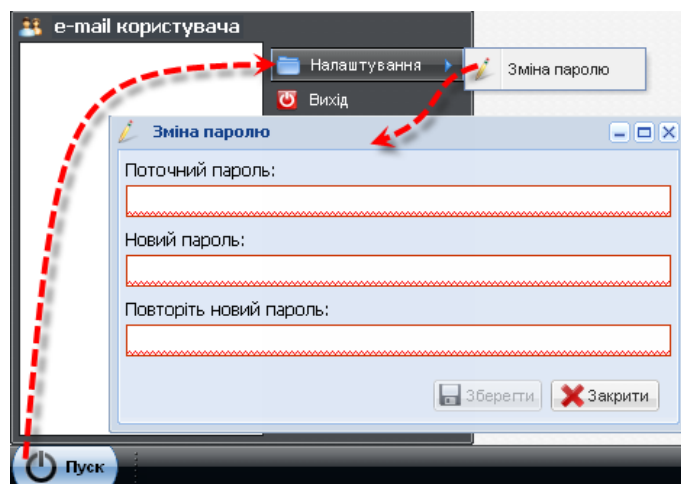 e-mail користувача
Налаштування
Зміна паролю
Вихід
Зміна паролю
Поточний пароль:
Новий пароль:
Повторіть новий пароль:
Зберегти
Закрити
Пуск